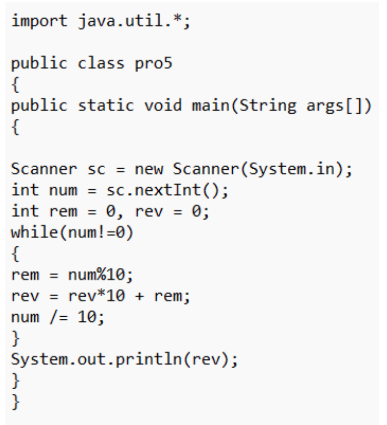 import java.util.*;
public class pro5
{
public static void main(String args[])
{
Scanner sc = new Scanner(System.in);
int num = sc.nextInt();
int rem = 0, rev = 0;
while(num!=0)
{
rem = num%10;
rev = rev*10 + rem;
num /= 10;
}
System.out.println(rev);
}
}